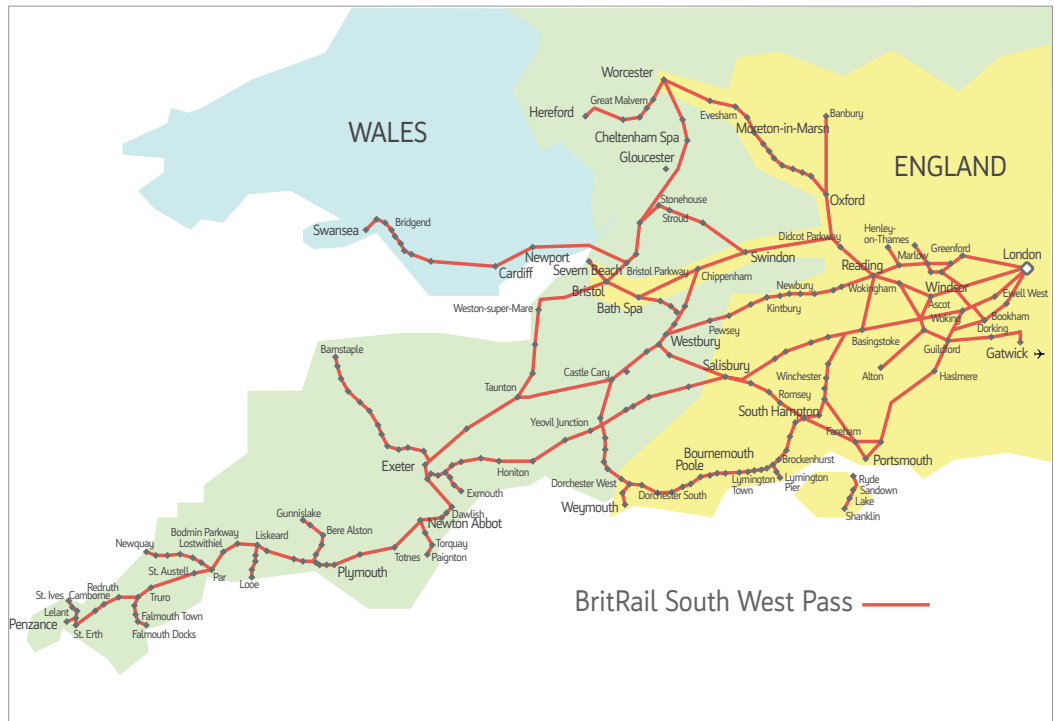 Worcester
Great Malvern
Hereford
Evesham
Banbury
Moreton-in-Marsn
Cheltenham Spa
WALES
Gloucester
ENGLAND
Stonehouse
Oxford
Stroud
Swansea
Bridgend
Didcot Parkway
Henley-
on-Thames
Greenford
Marlow
London
Newport
Swindon
Reading
Cardiff
Severn Beach
Bristol Parkway
Chippenham
Windsor
Wokingham
Newbury
Bristol
Ewell West
Ascot
Kintbury
Weston-super-Mare
Bath Spa
Bookham
Woking
Pewsey
Dorking
Westbury
Basingstoke
Guildford
Barnstaple
Gatwick
Castle Cary
Salisbury
Winchester
Alton
Haslmere
Taunton
Romsey
South Hampton
Yeovil Junction
Fareham
Bournemouth
Brockenhurst
Portsmouth
Exeter
Honiton
Poole
Lymington
Town
Lymington
Pier
Ryde
Dorchester West
Sandown
Exmouth
Dorchester South
Lake
Weymouth
Shanklin
Dawlish
Gunnislake
Newton Abbot
Bere Alston
Bodmin Parkway
Liskeard
Lostwithiel
Torquay
Newquay
Totnes
Paignton
St. Austell
Par
Looe
Plymouth
Redruth
St. Ives
Camborne
Truro
BritRail South West Pass
Lelant
Falmouth Town
Penzance
St. Erth
Falmouth Docks